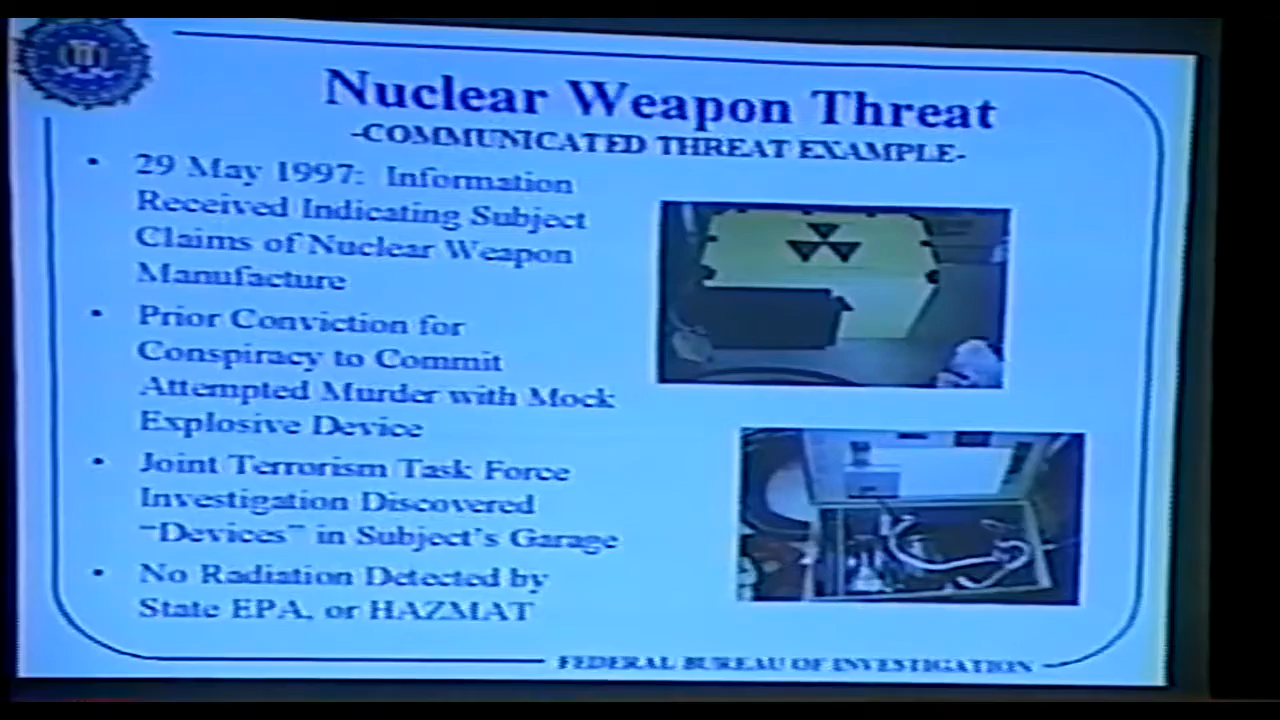 Nuclear Weapon Threat
-COMMUNICATED THREAT EXAMPLE-
• 29 May 1997: Information
Received Indicating Subject
Claims of Nuclear Weapon
Manufacture
• Prior Conviction for
Conspiracy to Commit
Attempted Murder with Mock
Explosive Device
• Joint Terrorism Task Force
Investigation Discovered
"Devices" in Subject's Garage
• No Radiation Detected by
State EPA, or HAZMAT
FEDERAL BUREAU OF INVESTIGATION